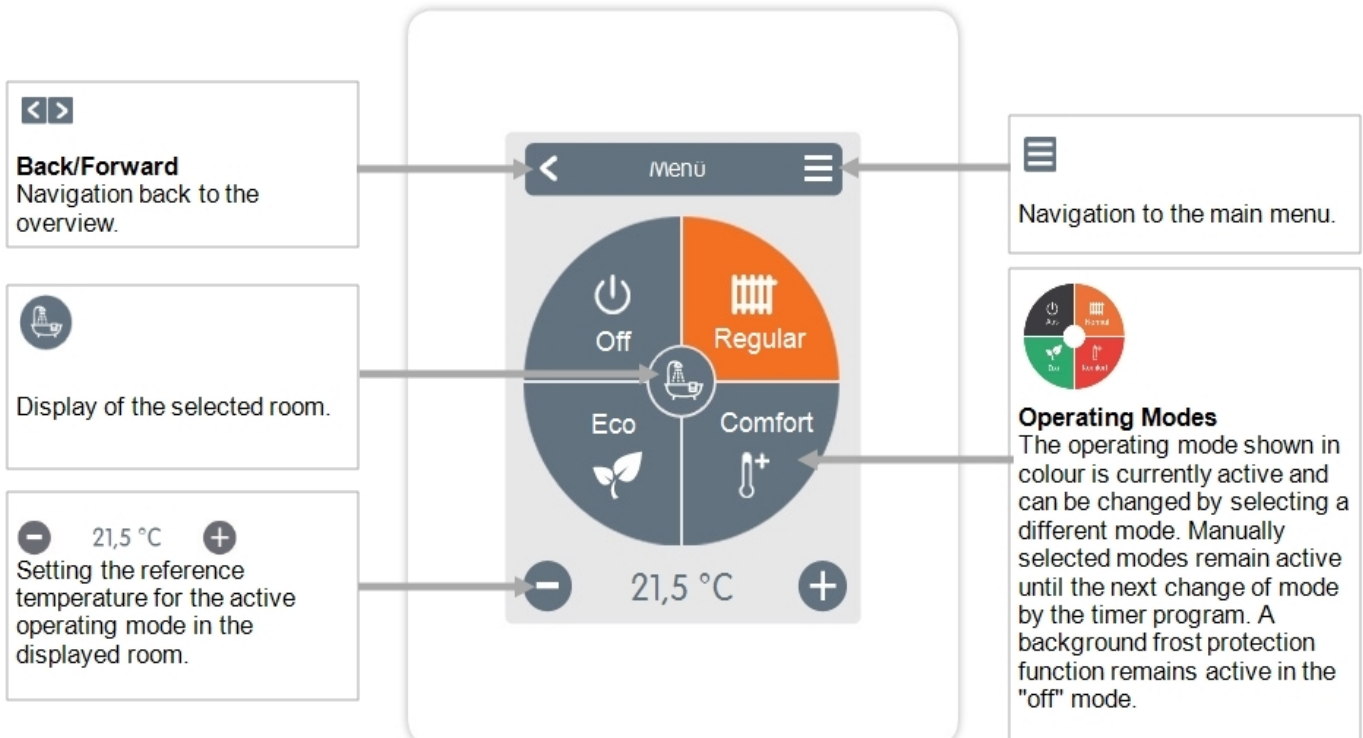 Back/Forward
Navigation back to the
overview.
Display of the selected room.
21,5 °C
Setting the reference
temperature for the active
operating mode in the
displayed room.
Menü
Off
Regular
Eco
Comfort
21,5 °C
Navigation to the main menu.
Aus
Normal
Eco
Komfort
Operating Modes
The operating mode shown in
colour is currently active and
can be changed by selecting a
different mode. Manually
selected modes remain active
until the next change of mode
by the timer program. A
background frost protection
function remains active in the
"off" mode.